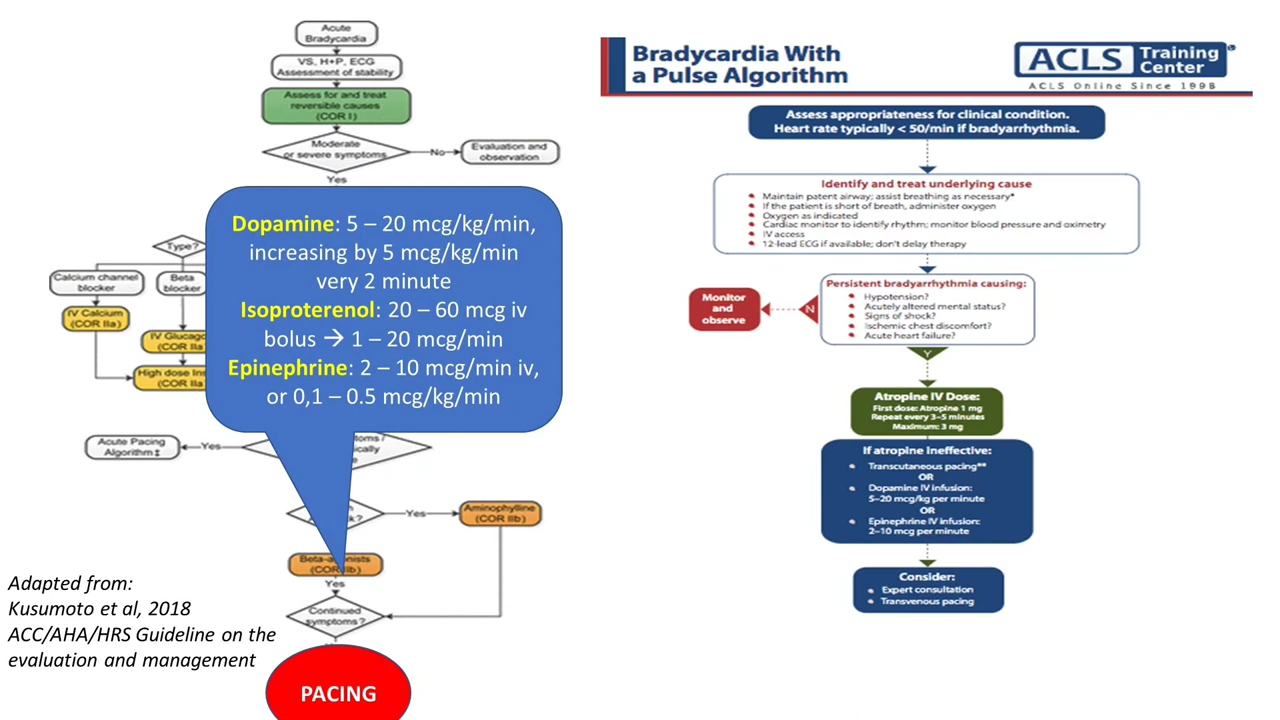 Acute
Bradycardia
VS, H+P, ECG
Assessment of stability
Assess for and treat
reversible causes
(COR I)
Moderate
or severe symptoms
No
Evaluation and
observation
Yes
Type?
Calcium channel
blocker
Beta
blocker
IV Calcium
(COR IIa)
IV Glucago
(COR IIa
High dose Ins
(COR IIa
Dopamine: 5 – 20 mcg/kg/min,
increasing by 5 mcg/kg/min
very 2 minute
Isoproterenol: 20 – 60 mcg iv
bolus → 1 – 20 mcg/min
Epinephrine: 2 – 10 mcg/min iv,
or 0,1 – 0.5 mcg/kg/min
Acute Pacing
Algorithm‡
Yes
Yes
Aminophylline
(COR IIb)
Yes
Continued
symptoms?
PACING
Adapted from:
Kusumoto et al, 2018
ACC/AHA/HRS Guideline on the
evaluation and management
Bradycardia With
a Pulse Algorithm
ACLS Training
Center
ACLS Online Since 1998
Assess appropriateness for clinical condition.
Heart rate typically < 50/min if bradyarrhythmia.
Identify and treat underlying cause
Maintain patent airway; assist breathing as necessary*
If the patient is short of breath, administer oxygen
Oxygen as indicated
Cardiac monitor to identify rhythm; monitor blood pressure and oximetry
IV access
12-lead ECG if available; don't delay therapy
Persistent bradyarrhythmia causing:
Hypotension?
Acutely altered mental status?
Signs of shock?
Ischemic chest discomfort?
Acute heart failure?
N
Monitor
and
observe
Y
Atropine IV Dose:
First dose: Atropine 1 mg
Repeat every 3–5 minutes
Maximum: 3 mg
If atropine ineffective:
Transcutaneous pacing**
OR
Dopamine IV infusion:
5–20 mcg/kg per minute
OR
Epinephrine IV infusion:
2–10 mcg per minute
Consider:
Expert consultation
Transvenous pacing